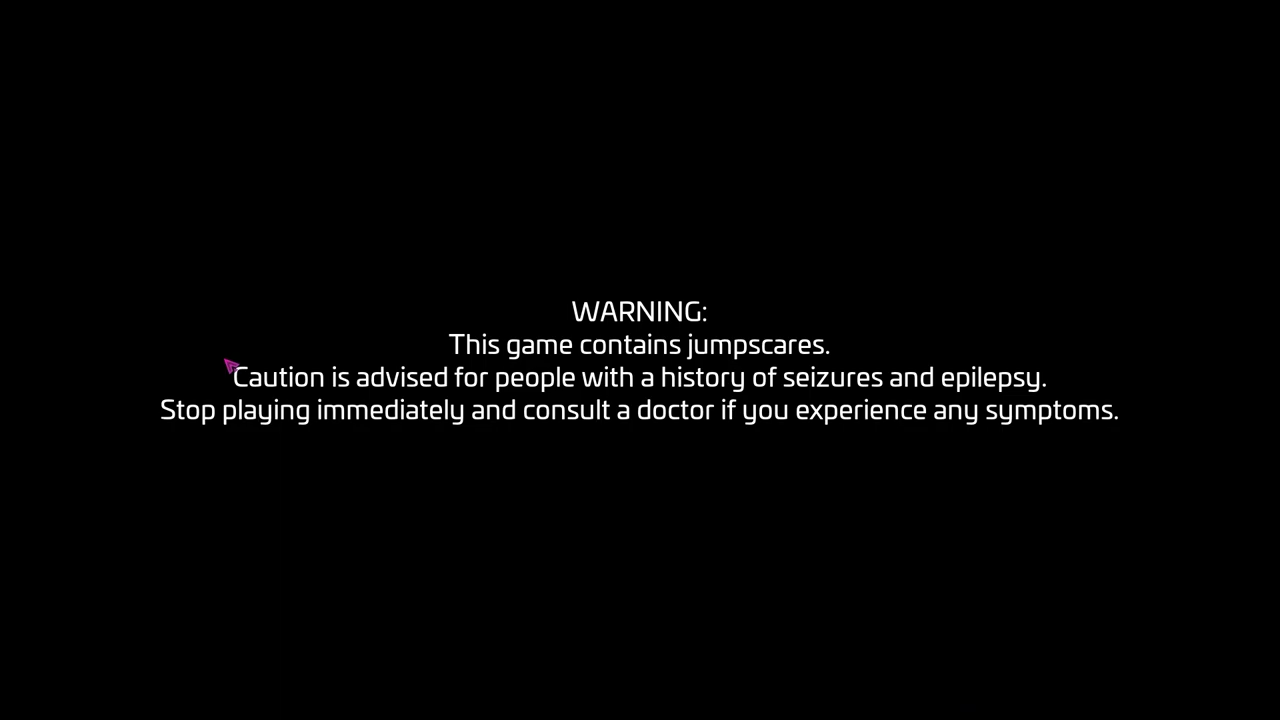 WARNING:
This game contains jumpscares.
Caution is advised for people with a history of seizures and epilepsy.
Stop playing immediately and consult a doctor if you experience any symptoms.